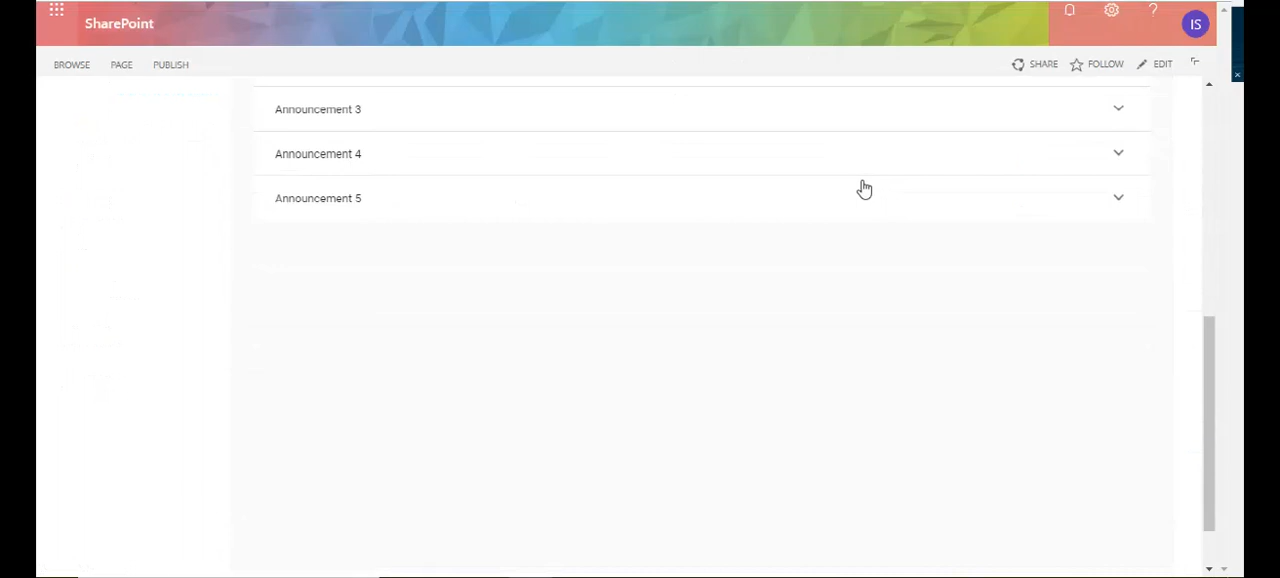 SharePoint
?
IS
BROWSE PAGE PUBLISH SHARE FOLLOW EDIT
Announcement 3
Announcement 4
Announcement 5